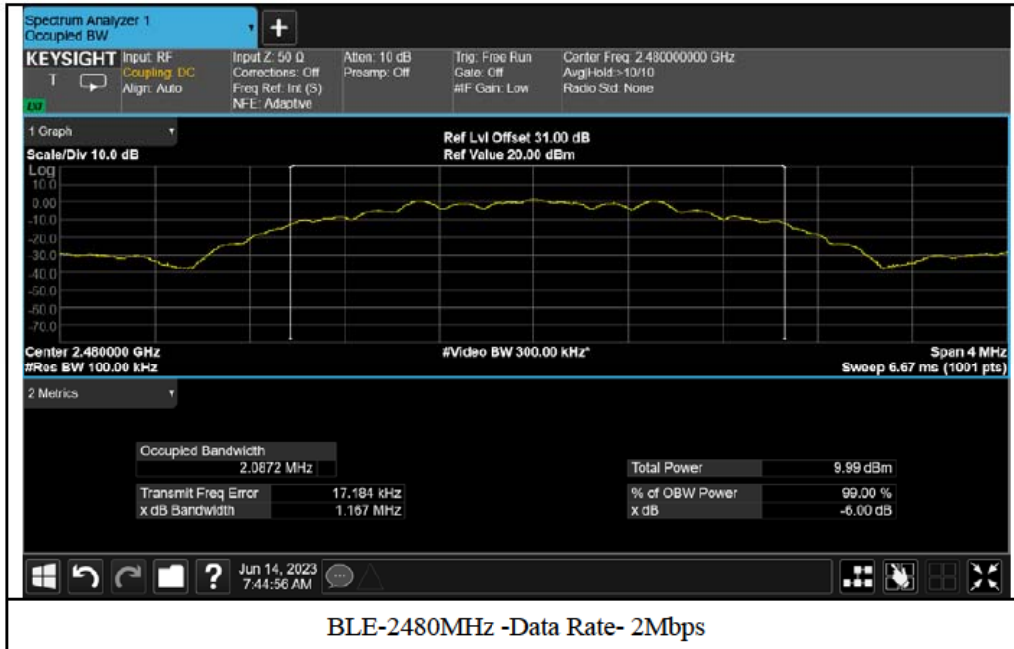 Spectrum Analyzer 1
Occupied BW
+
KEYSIGHT Input: RF Input Z: 50 Ω Atten: 10 dB Trig: Free Run Center Freq: 2.480000000 GHz
Coupling: DC Corrections: Off Preamp: Off Gate: Off Avg|Hold:>10/10
Align: Auto Freq Ref: Int (S) #IF Gain: Low Radio Std: None
NFE: Adaptive
1 Graph
Ref Lvl Offset 31.00 dB
Scale/Div 10.0 dB Ref Value 20.00 dBm
Log
10.0
0.00
-10.0
-20.0
-30.0
-40.0
-50.0
-60.0
-70.0
Center 2.480000 GHz #Video BW 300.00 kHz* Span 4 MHz
#Res BW 100.00 kHz Sweep 6.67 ms (1001 pts)
2 Metrics
Occupied Bandwidth
2.0872 MHz Total Power 9.99 dBm
Transmit Freq Error 17.184 kHz % of OBW Power 99.00 %
x dB Bandwidth 1.167 MHz x dB -6.00 dB
? Jun 14, 2023
7:44:56 AM
BLE-2480MHz -Data Rate- 2Mbps